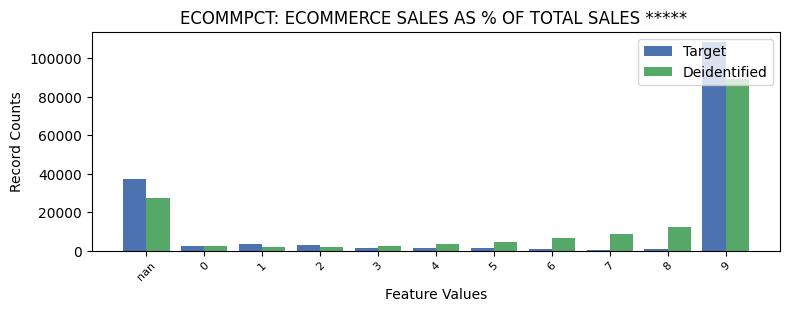 ECOMMPCT: ECOMMERCE SALES AS % OF TOTAL SALES *****
Target
Deidentified
Record Counts
100000
80000
60000
40000
20000
0
nan 0 1 2 3 4 5 6 7 8 9
Feature Values